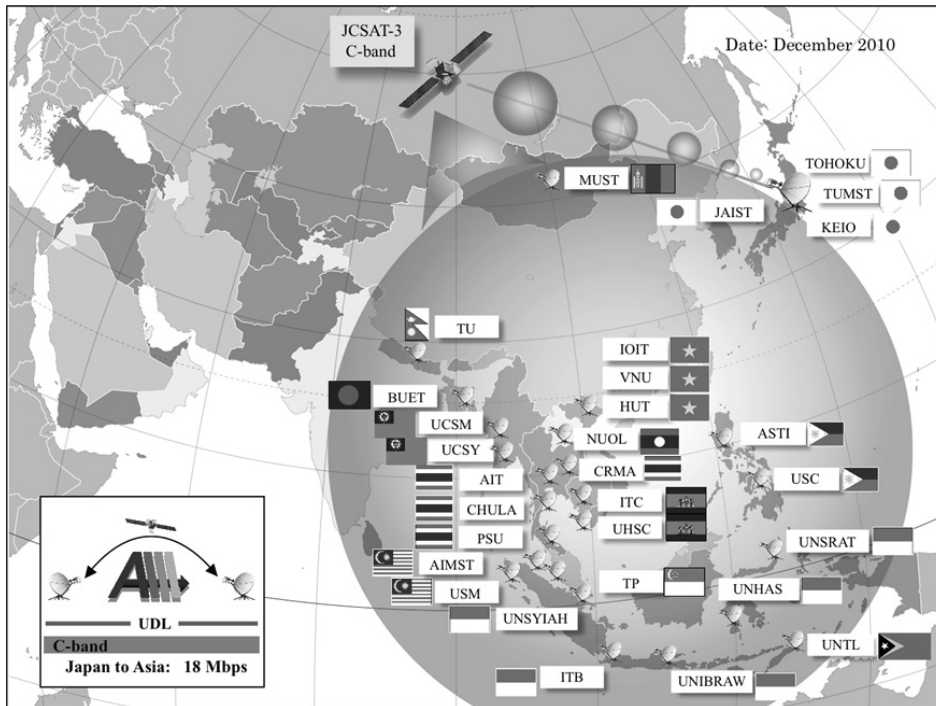 JCSAT-3
C-band
Date: December 2010
TOHOKU
MUST
TUMST
JAIST
KEIO
TU
IOIT
VNU
BUET
HUT
UCSM
ASTI
NUOL
UCSY
CRMA
AIT
USC
ITC
CHULA
UHSC
PSU
UNSRAT
AIMST
TP
UNHAS
USM
UNSYIAH
UNTL
ITB
UNIBRAW
AIII
UDL
C-band
Japan to Asia: 18 Mbps